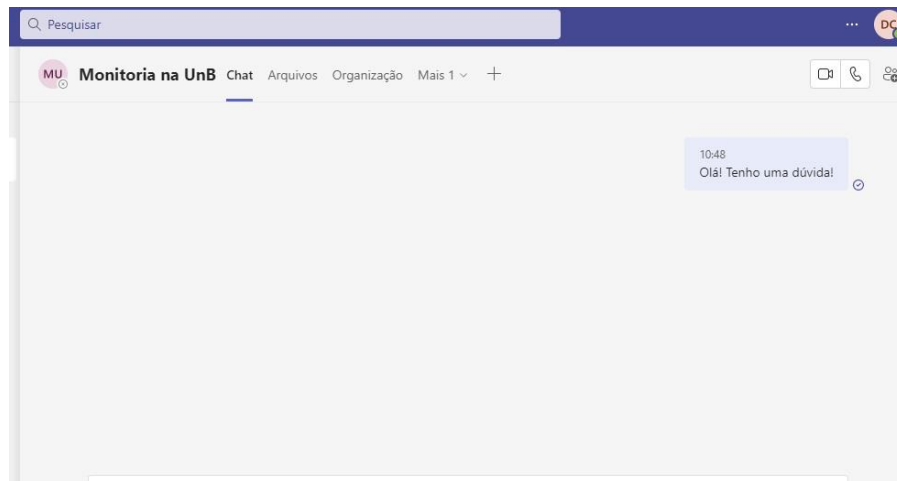 Pesquisar
...
DC
MU Monitoria na UnB Chat Arquivos Organização Mais 1
10:48
Olá! Tenho uma dúvida!